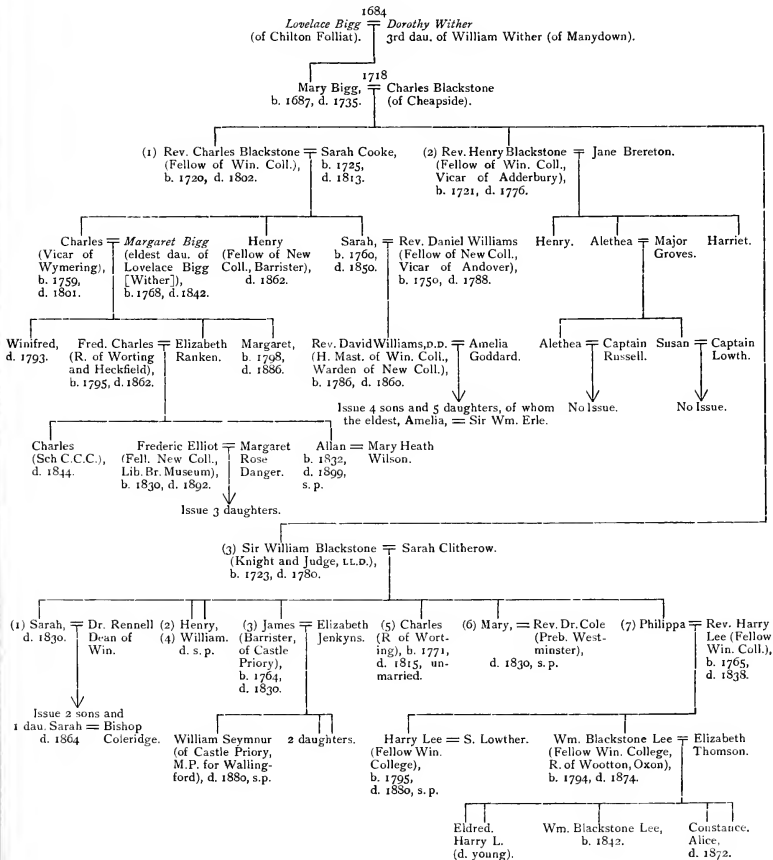 1684
Lovelace Bigg = Dorothy Wither
(of Chilton Folliat). 3rd dau. of William Wither (of Manydown).
1718
Mary Bigg, = Charles Blackstone
b. 1687, d. 1735. (of Cheapside).
(1) Rev. Charles Blackstone = Sarah Cooke,
(Fellow of Win. Coll.), b. 1725,
b. 1720, d. 1802. d. 1813.
(2) Rev. Henry Blackstone = Jane Brereton.
(Fellow of Win. Coll.,
Vicar of Adderbury),
b. 1721, d. 1776.
Charles = Margaret Bigg
(Vicar of (eldest dau. of
Wymering), Lovelace Bigg
b. 1759, [Wither]),
d. 1801. b. 1768, d. 1842.
Henry
(Fellow of New
Coll., Barrister),
d. 1862.
Sarah, = Rev. Daniel Williams
b. 1760, (Fellow of New Coll.,
d. 1850. Vicar of Andover),
b. 1750, d. 1788.
Henry. Alethea = Major Harriet.
Groves.
Winifred,
d. 1793.
Fred. Charles = Elizabeth
(R. of Worting Ranken.
and Heckfield),
b. 1795, d. 1862.
Margaret,
b. 1798,
d. 1886.
Rev. David Williams, D.D. = Amelia
(H. Mast. of Win. Coll., Goddard.
Warden of New Coll.),
b. 1786, d. 1860.
Alethea = Captain
Russell.
Susan = Captain
Lowth.
Issue 4 sons and 5 daughters, of whom
the eldest, Amelia, = Sir Wm. Erle.
No Issue.
No Issue.
Charles
(Sch C.C.C.),
d. 1844.
Frederic Elliot = Margaret
(Fell. New Coll., Rose
Lib. Br. Museum), Danger.
b. 1830, d. 1892.
Allan = Mary Heath
b. 1832, Wilson.
d. 1899,
s. p.
Issue 3 daughters.
(3) Sir William Blackstone = Sarah Clitherow.
(Knight and Judge, LL.D.),
b. 1723, d. 1780.
(1) Sarah, = Dr. Rennell
d. 1830. Dean of
Win.
(2) Henry,
(4) William.
d. s. p.
(3) James = Elizabeth
(Barrister, Jenkyns.
of Castle
Priory),
b. 1764,
d. 1830.
(5) Charles
(R of Wort-
ing), b. 1771,
d. 1815, un-
married.
(6) Mary, = Rev. Dr. Cole
(Preb. West-
minster),
d. 1830, s. p.
(7) Philippa = Rev. Harry
Lee (Fellow
Win. Coll.),
b. 1765,
d. 1838.
Issue 2 sons and
1 dau. Sarah = Bishop
d. 1864 Coleridge.
William Seymnur
(of Castle Priory,
M.P. for Walling-
ford), d. 1880, s.p.
2 daughters.
Harry Lee = S. Lowther.
(Fellow Win.
College),
b. 1795,
d. 1880, s. p.
Wm. Blackstone Lee = Elizabeth
(Fellow Win. College, Thomson.
R. of Wootton, Oxon),
b. 1794, d. 1874.
Eldred.
Harry L.
(d. young).
Wm. Blackstone Lee,
b. 1842.
Constance.
Alice,
d. 1872.